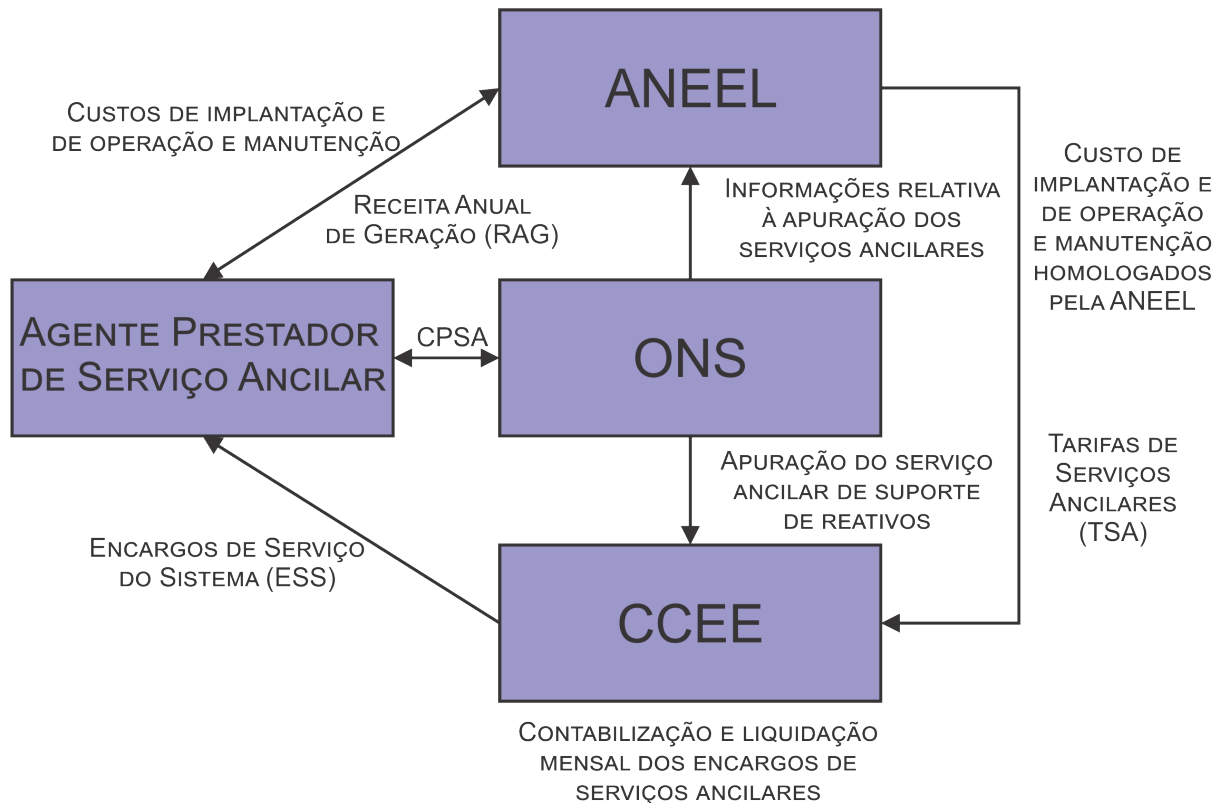 ANEEL
Custos de implantação e
de operação e manutenção
Receita Anual
de Geração (RAG)
Informações relativa
à apuração dos
serviços ancilares
Custo de
implantação e
de operação
e manutenção
homologados
pela ANEEL
Agente Prestador
de Serviço Ancilar
CPSA
ONS
Apuração do serviço
ancilar de suporte
de reativos
Tarifas de
Serviços
Ancilares
(TSA)
Encargos de Serviço
do Sistema (ESS)
CCEE
Contabilização e liquidação
mensal dos encargos de
serviços ancilares